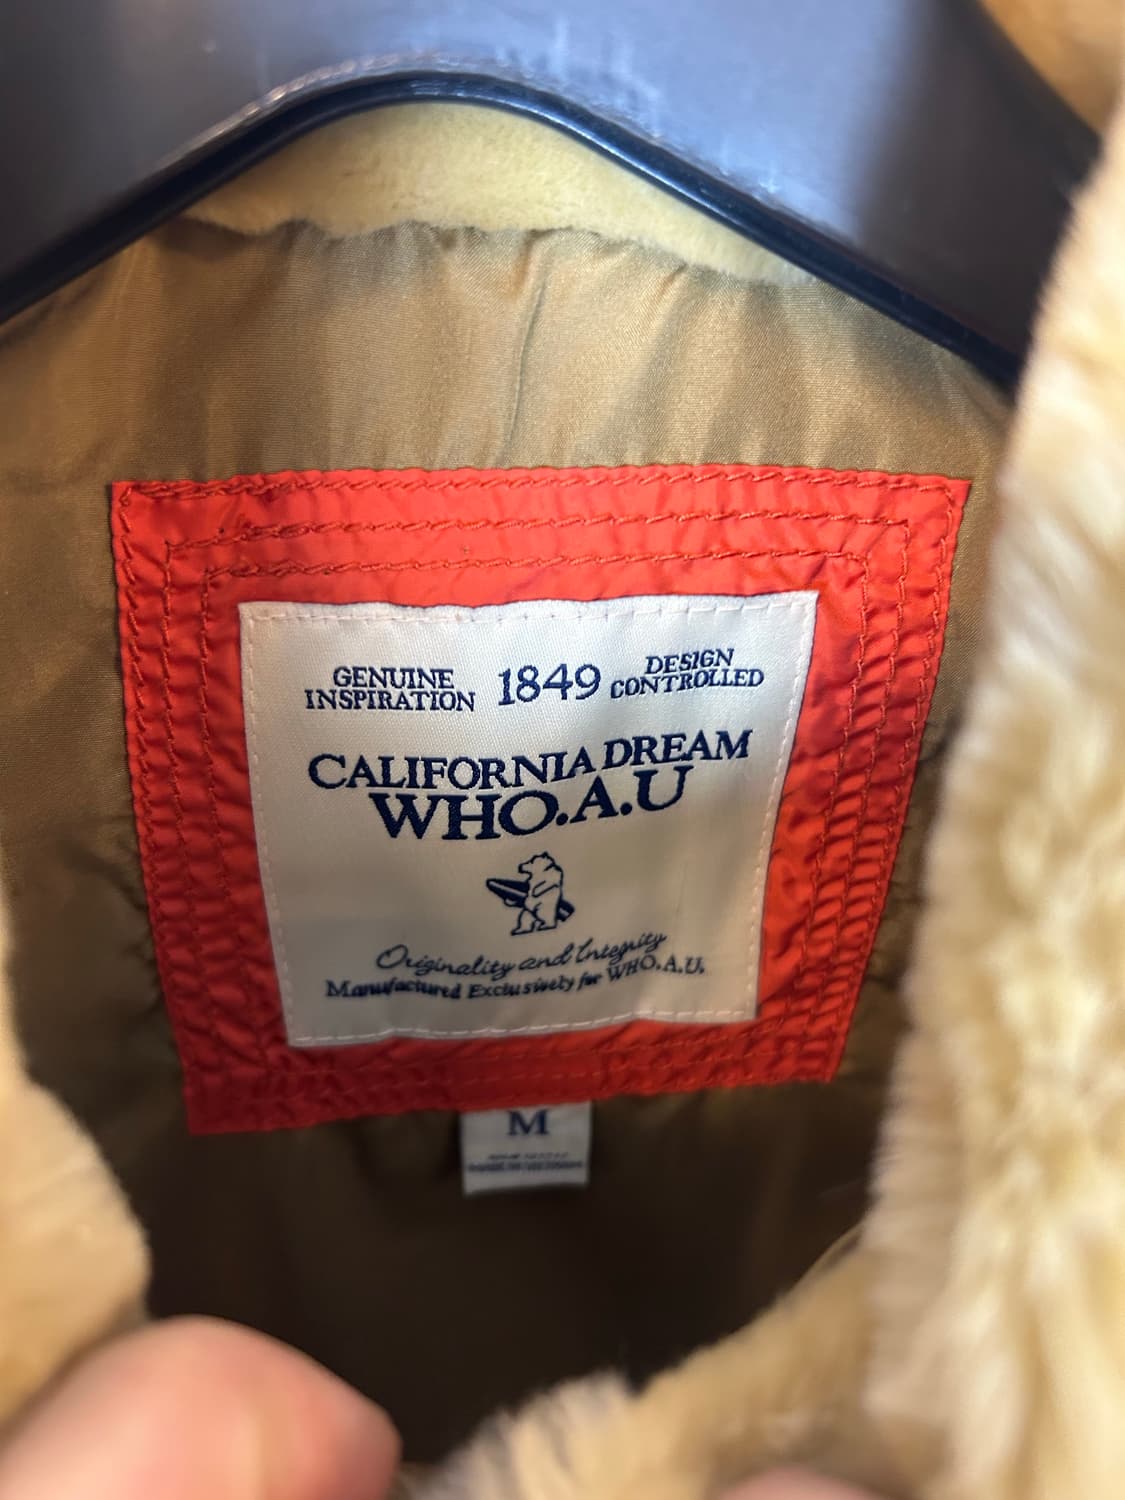 GENUINE
INSPIRATION
1849
DESIGN
CONTROLLED
CALIFORNIA DREAM
WHO.A.U
Originality and Integrity
Manufactured Exclusively for WHO.A.U.
M